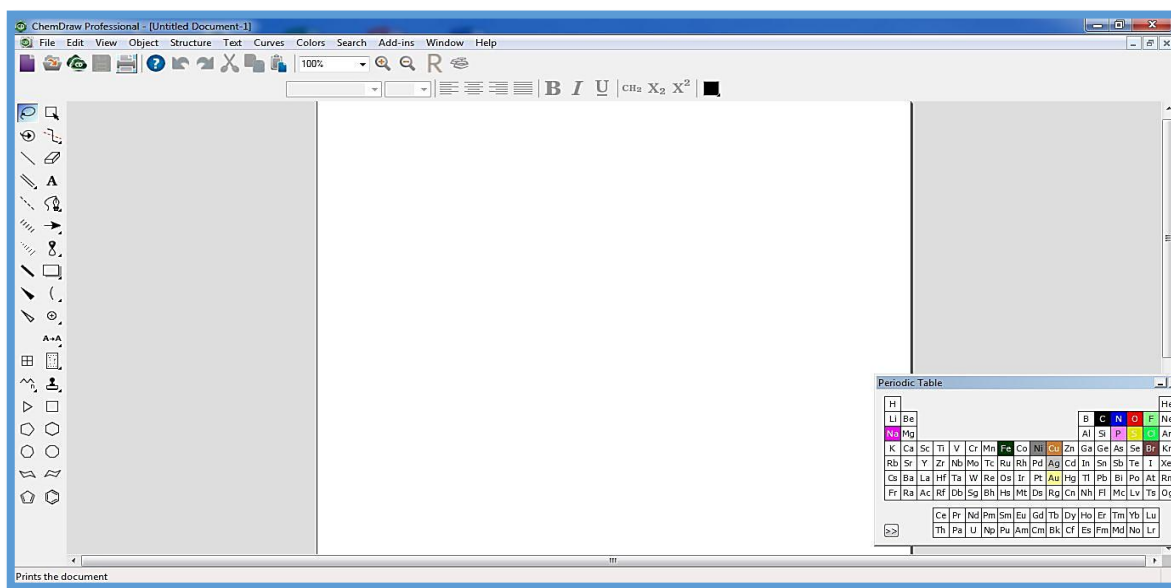 ChemDraw Professional - [Untitled Document-1]
File Edit View Object Structure Text Curves Colors Search Add-ins Window Help
100% R
B I U CH2 X2 X2
A
A→A
n
Periodic Table
H He
Li Be B C N O F Ne
Na Mg Al Si P S Cl Ar
K Ca Sc Ti V Cr Mn Fe Co Ni Cu Zn Ga Ge As Se Br Kr
Rb Sr Y Zr Nb Mo Tc Ru Rh Pd Ag Cd In Sn Sb Te I Xe
Cs Ba La Hf Ta W Re Os Ir Pt Au Hg Tl Pb Bi Po At Rn
Fr Ra Ac Rf Db Sg Bh Hs Mt Ds Rg Cn Nh Fl Mc Lv Ts Og
Ce Pr Nd Pm Sm Eu Gd Tb Dy Ho Er Tm Yb Lu
>> Th Pa U Np Pu Am Cm Bk Cf Es Fm Md No Lr
Prints the document